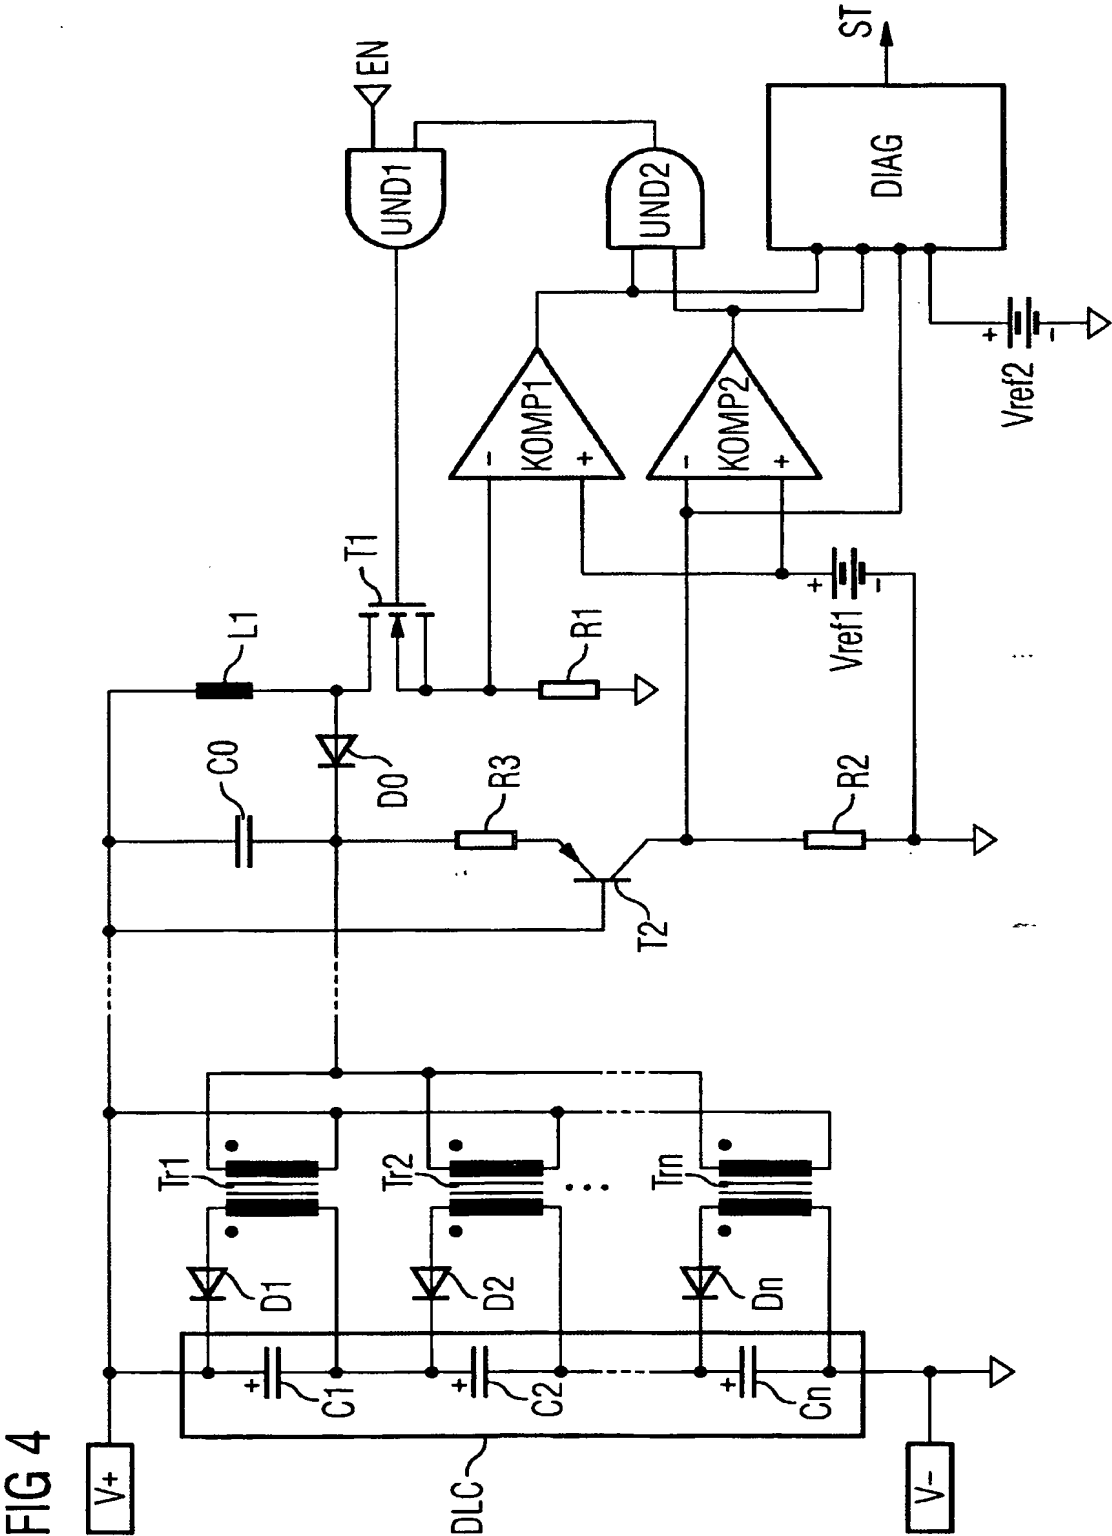 FIG 4
V+
V-
DLC
C1
+
C2
+
Cn
+
D1
D2
Dn
Tr1
Tr2
Trn
...
C0
L1
D0
R3
T2
R2
T1
R1
Vref1
+
-
KOMP1
-
+
KOMP2
-
+
UND1
EN
UND2
DIAG
ST
Vref2
+
-